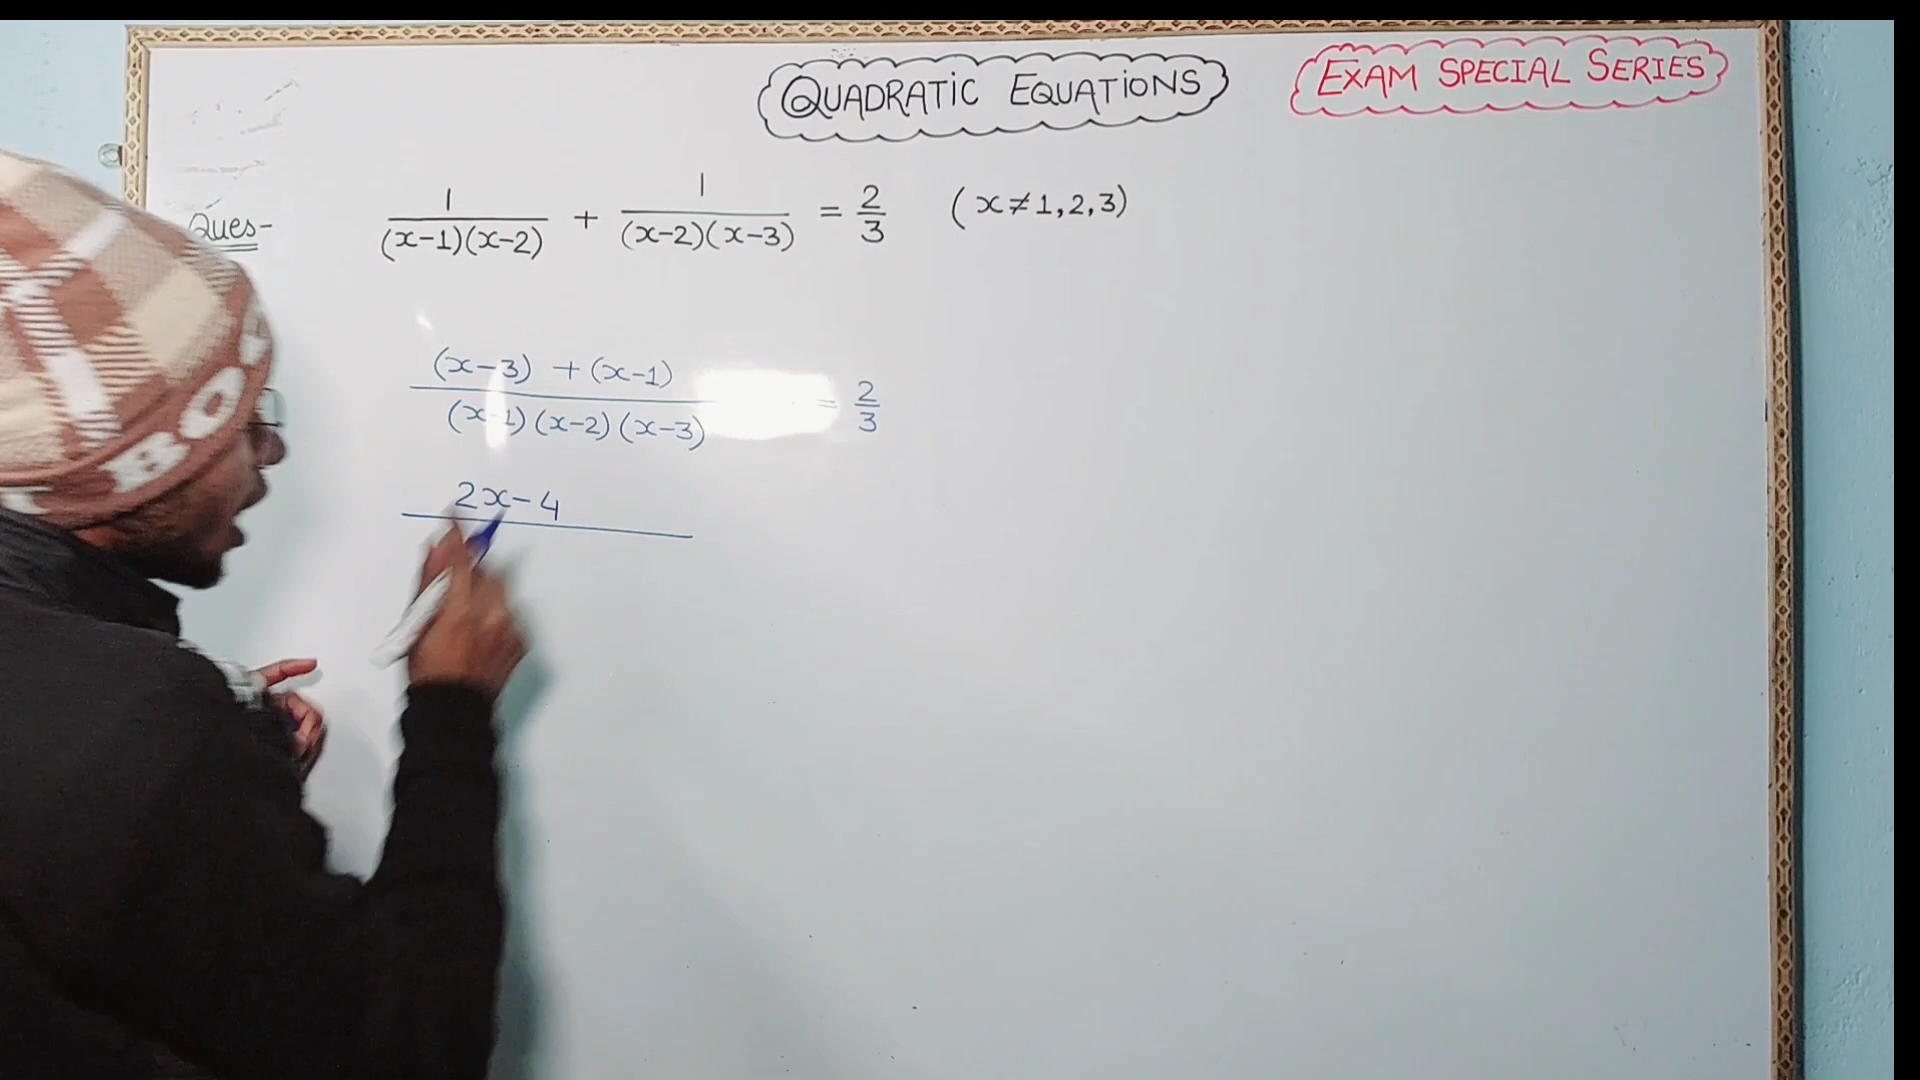 QUADRATIC EQUATIONS
EXAM SPECIAL SERIES
Ques- 1/((x-1)(x-2)) + 1/((x-2)(x-3)) = 2/3 (x≠1,2,3)
((x-3) + (x-1))/((x-1)(x-2)(x-3)) = 2/3
2x-4
BO